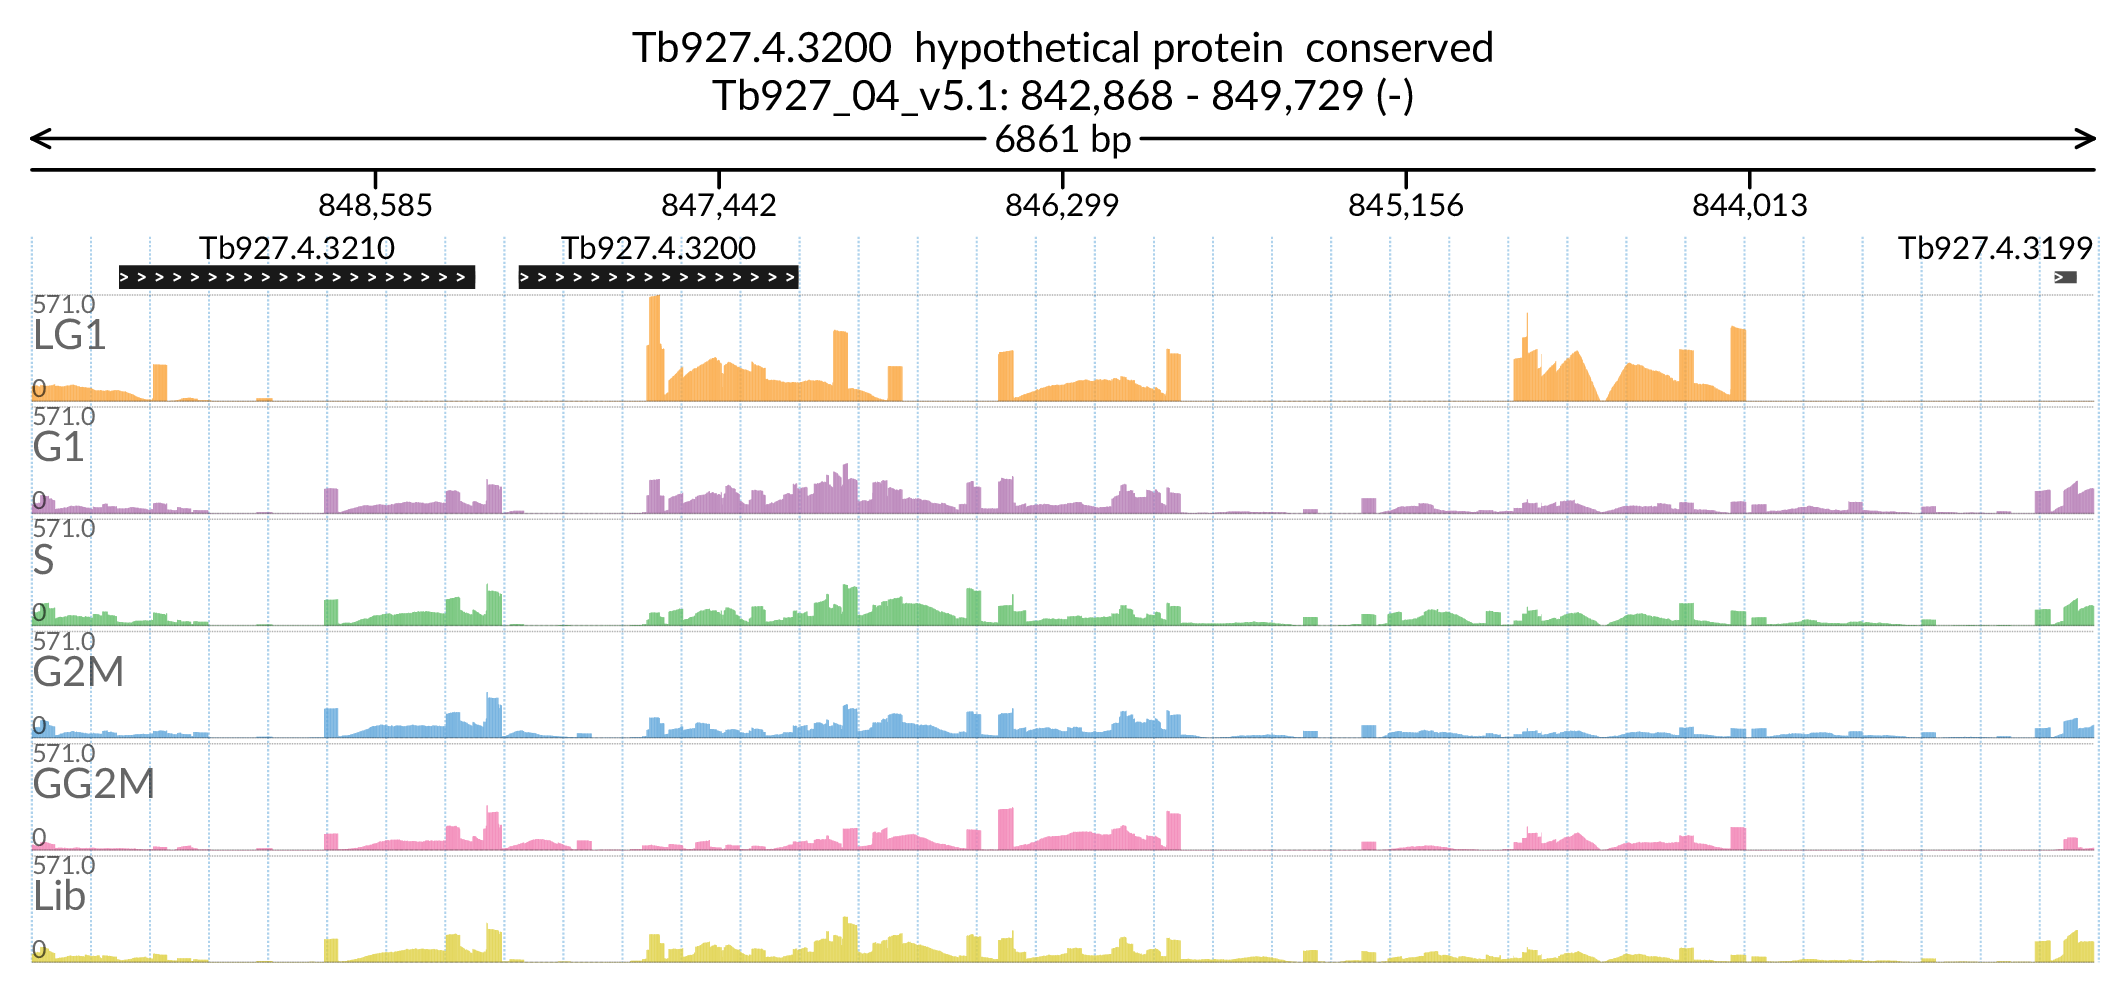 Tb927.4.3200 hypothetical protein conserved
Tb927_04_v5.1: 842,868 - 849,729 (-)
6861 bp
848,585 847,442 846,299 845,156 844,013
Tb927.4.3210 Tb927.4.3200 Tb927.4.3199
571.0
LG1
0
571.0
G1
0
571.0
S
0
571.0
G2M
0
571.0
GG2M
0
571.0
Lib
0